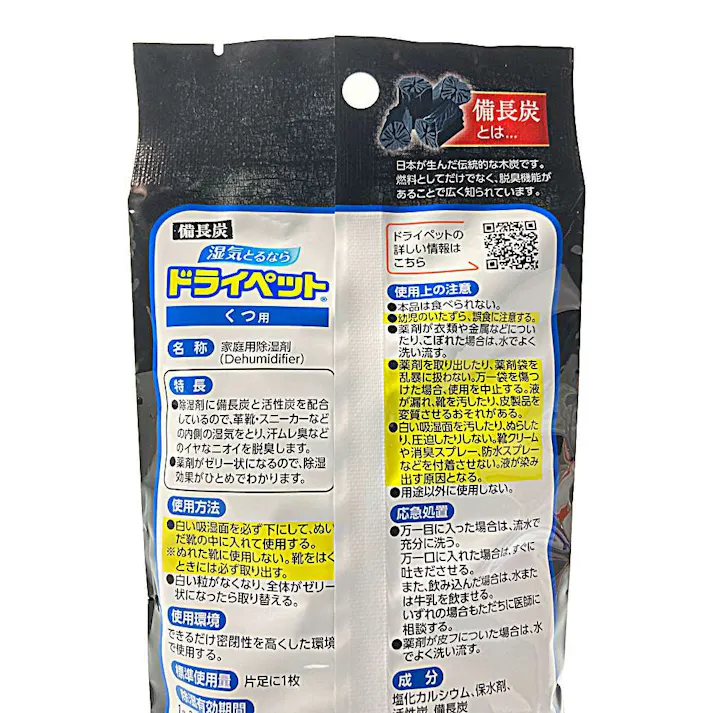 備長炭
とは…
日本が生んだ伝統的な木炭です。
燃料としてだけでなく、脱臭機能が
あることで広く知られています。
備長炭
湿気とるなら
ドライペット®
くつ用
名 称 家庭用除湿剤
(Dehumidifier)
特 長
●除湿剤に備長炭と活性炭を配合
しているので、革靴・スニーカーなど
の内側の湿気をとり、汗ムレ臭など
のイヤなニオイを脱臭します。
●薬剤がゼリー状になるので、除湿
効果がひとめでわかります。
使用方法
●白い吸湿面を必ず下にして、ぬい
だ靴の中に入れて使用する。
※ぬれた靴に使用しない。靴をはく
ときには必ず取り出す。
●白い粒がなくなり、全体がゼリー
状になったら取り替える。
使用環境
できるだけ密閉性を高くした環境
で使用する。
標準使用量 片足に1枚
除湿有効期間
ドライペットの
詳しい情報は
こちら
使用上の注意
●本品は食べられない。
●幼児のいたずら、誤食に注意する。
●薬剤が衣類や金属などについ
たり、こぼれた場合は、水でよく
洗い流す。
●薬剤を取り出したり、薬剤袋を
乱暴に扱わない。万一袋を傷つ
けた場合、使用を中止する。液
が漏れ、靴を汚したり、皮製品を
変質させるおそれがある。
●白い吸湿面を汚したり、ぬらした
り、圧迫したりしない。靴クリーム
や消臭スプレー、防水スプレー
などを付着させない。液が染み
出す原因となる。
●用途以外に使用しない。
応急処置
●万一目に入った場合は、流水で
充分に洗う。
万一口に入れた場合は、すぐに
吐きださせる。
また、飲み込んだ場合は、水また
は牛乳を飲ませる。
いずれの場合もただちに医師に
相談する。
●薬剤が皮フについた場合は、水
でよく洗い流す。
成 分
塩化カルシウム、保水剤、
活性炭、備長炭